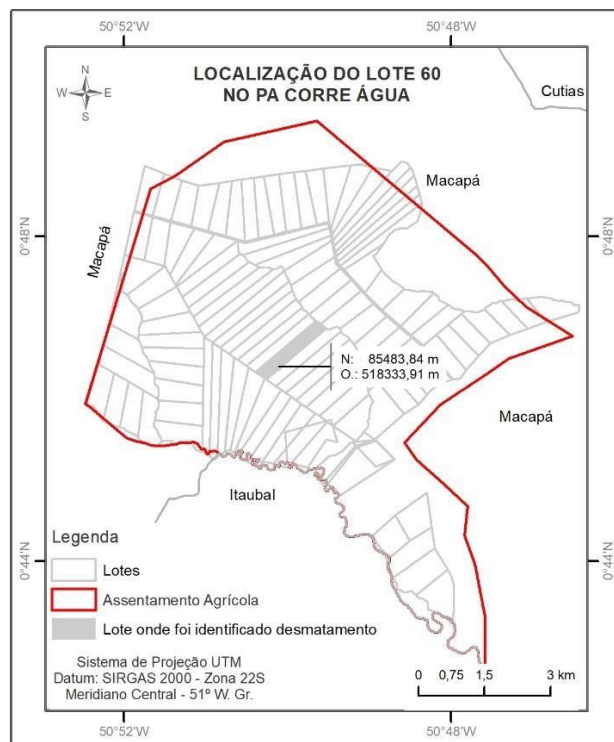 50°52'W
50°48'W
LOCALIZAÇÃO DO LOTE 60
NO PA CORRE ÁGUA
N
W
E
S
Cutias
Macapá
0°48'N
0°48'N
Macapá
N: 85483,84 m
O.: 518333,91 m
Macapá
Itaubal
0°44'N
0°44'N
Legenda
Lotes
Assentamento Agrícola
Lote onde foi identificado desmatamento
Sistema de Projeção UTM
Datum: SIRGAS 2000 - Zona 22S
Meridiano Central - 51º W. Gr.
0 0,75 1,5 3 km
50°52'W
50°48'W